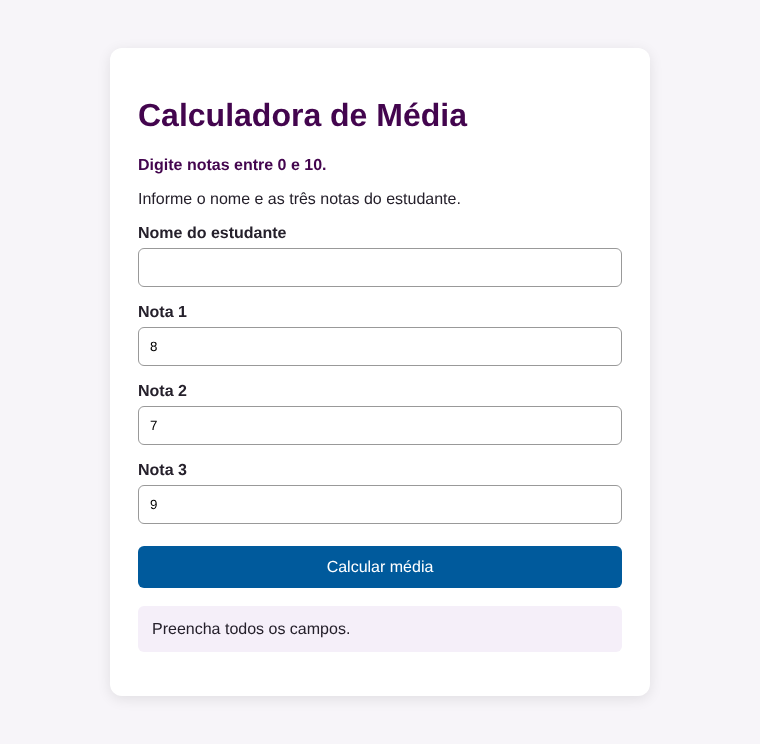 Calculadora de Média
Digite notas entre 0 e 10.
Informe o nome e as três notas do estudante.
Nome do estudante
Nota 1
8
Nota 2
7
Nota 3
9
Calcular média
Preencha todos os campos.